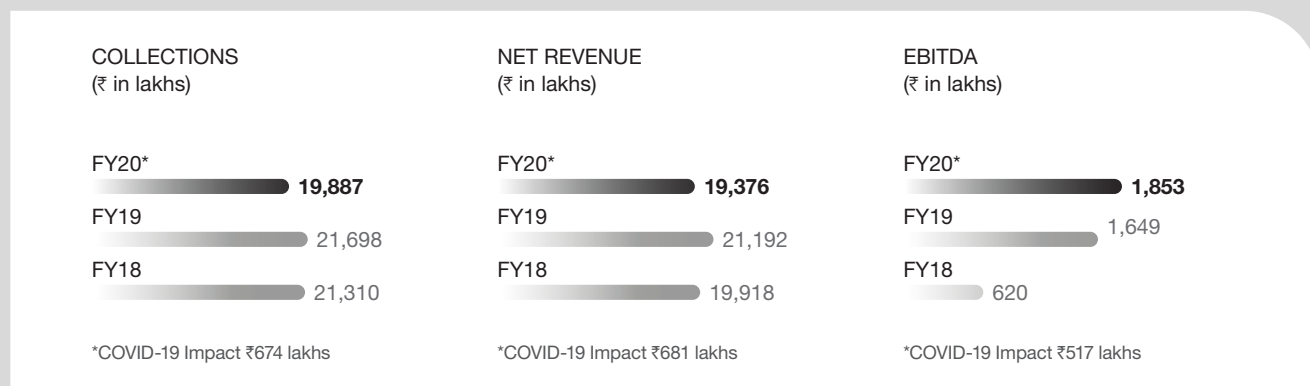 COLLECTIONS
(₹ in lakhs)
FY20*
19,887
FY19
21,698
FY18
21,310
*COVID-19 Impact ₹674 lakhs
NET REVENUE
(₹ in lakhs)
FY20*
19,376
FY19
21,192
FY18
19,918
*COVID-19 Impact ₹681 lakhs
EBITDA
(₹ in lakhs)
FY20*
1,853
FY19
1,649
FY18
620
*COVID-19 Impact ₹517 lakhs